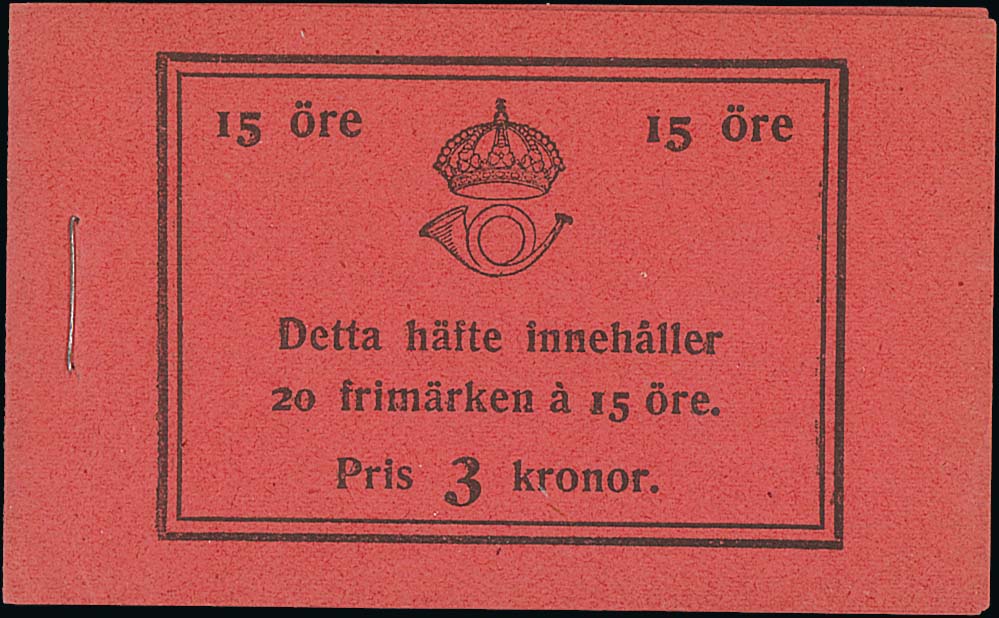 15 öre 15 öre
Detta häfte innehåller
20 frimärken à 15 öre.
Pris 3 kronor.